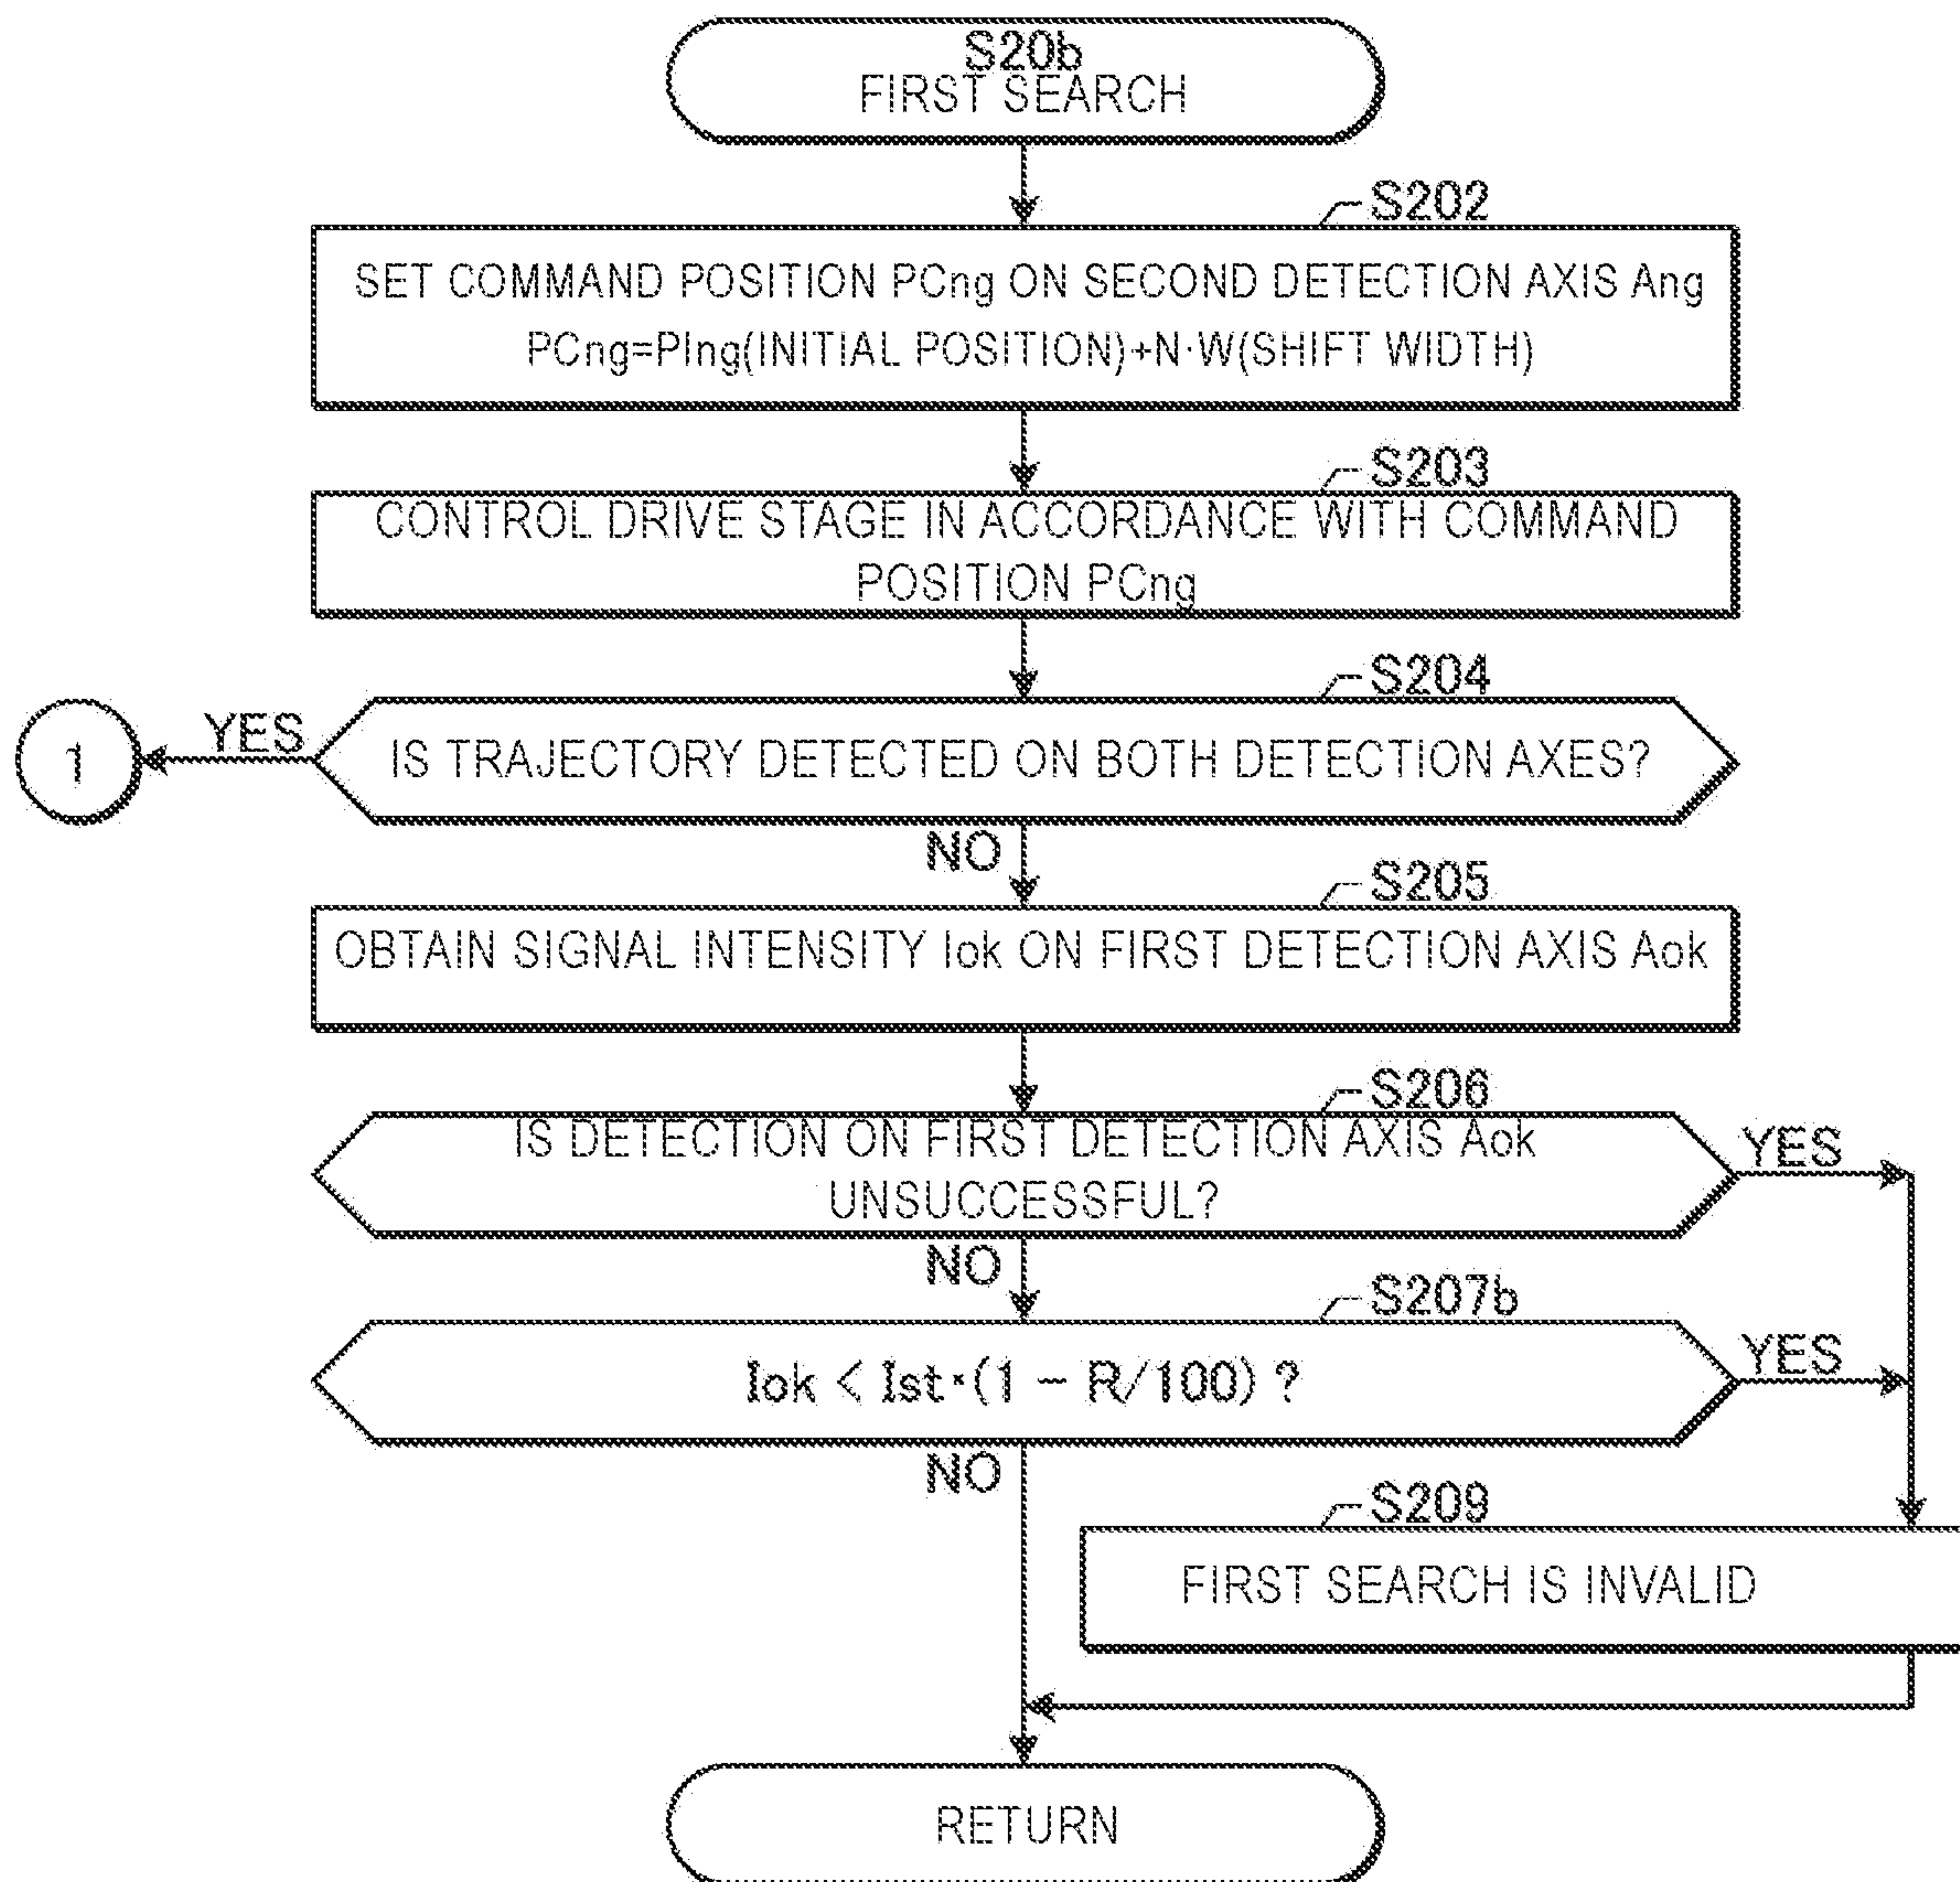 S20b
FIRST SEARCH
S202
SET COMMAND POSITION PCng ON SECOND DETECTION AXIS Ang
PCng=PIng(INITIAL POSITION)+N·W(SHIFT WIDTH)
S203
CONTROL DRIVE STAGE IN ACCORDANCE WITH COMMAND
POSITION PCng
S204
1
YES
IS TRAJECTORY DETECTED ON BOTH DETECTION AXES?
NO
S205
OBTAIN SIGNAL INTENSITY Iok ON FIRST DETECTION AXIS Aok
S206
IS DETECTION ON FIRST DETECTION AXIS Aok
UNSUCCESSFUL?
YES
NO
S207b
Iok < Ist·(1 − R/100) ?
YES
NO
S209
FIRST SEARCH IS INVALID
RETURN